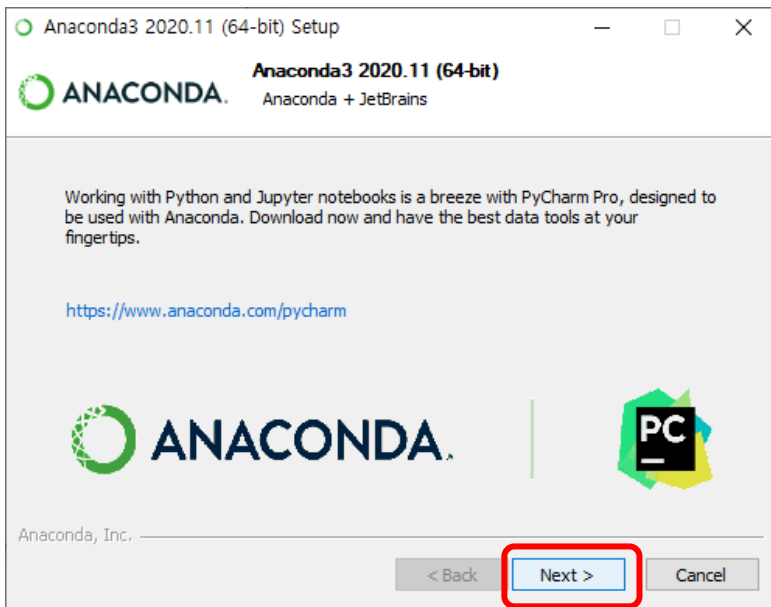 Anaconda3 2020.11 (64-bit) Setup
ANACONDA.
Anaconda3 2020.11 (64-bit)
Anaconda + JetBrains
Working with Python and Jupyter notebooks is a breeze with PyCharm Pro, designed to
be used with Anaconda. Download now and have the best data tools at your
fingertips.
https://www.anaconda.com/pycharm
ANACONDA.
PC
Anaconda, Inc.
< Back Next > Cancel